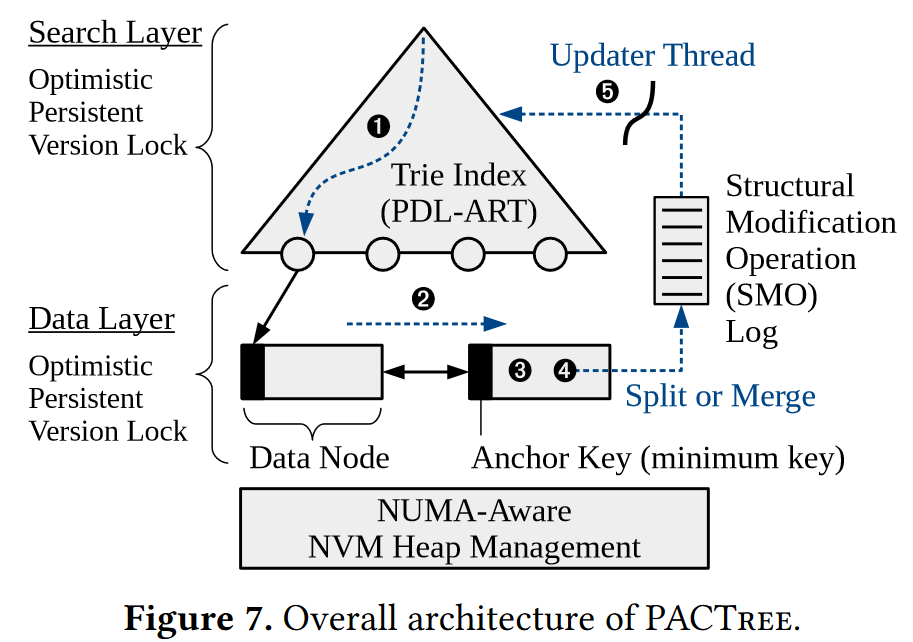 Search Layer
Optimistic
Persistent
Version Lock
Updater Thread
❶
❺
Trie Index
(PDL-ART)
Structural
Modification
Operation
(SMO)
Log
Data Layer
Optimistic
Persistent
Version Lock
❷
❸ ❹
Split or Merge
Data Node
Anchor Key (minimum key)
NUMA-Aware
NVM Heap Management
Figure 7. Overall architecture of PACTREE.